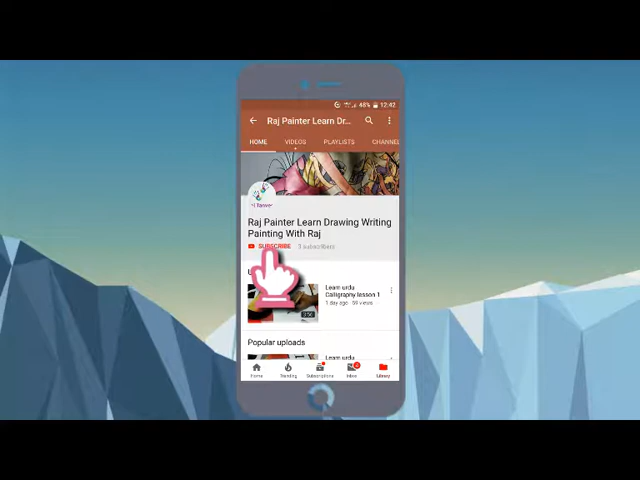 48% 12:42
Raj Painter Learn Dr...
HOME VIDEOS PLAYLISTS CHANNEL
Raj Painter Learn Drawing Writing
Painting With Raj
SUBSCRIBE 3 subscribers
Learn urdu
Calligraphy lesson 1
1 day ago · 59 views
Popular uploads
Learn urdu
Home Trending Subscriptions Inbox Library